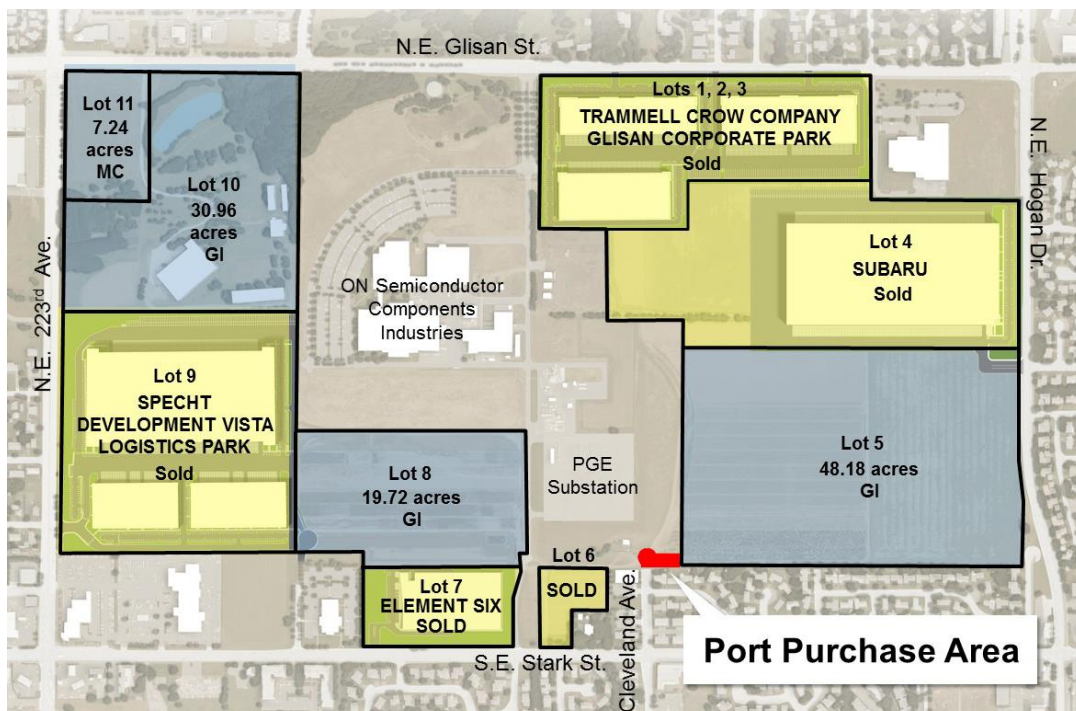 N.E. Glisan St.
Lot 11
7.24
acres
MC
Lot 10
30.96
acres
GI
N.E. 223rd Ave.
ON Semiconductor
Components
Industries
Lots 1, 2, 3
TRAMMELL CROW COMPANY
GLISAN CORPORATE PARK
Sold
N.E. Hogan Dr.
Lot 4
SUBARU
Sold
Lot 9
SPECHT
DEVELOPMENT VISTA
LOGISTICS PARK
Sold
Lot 8
19.72 acres
GI
PGE
Substation
Lot 5
48.18 acres
GI
Lot 7
ELEMENT SIX
SOLD
Lot 6
SOLD
Cleveland Ave.
S.E. Stark St.
Port Purchase Area